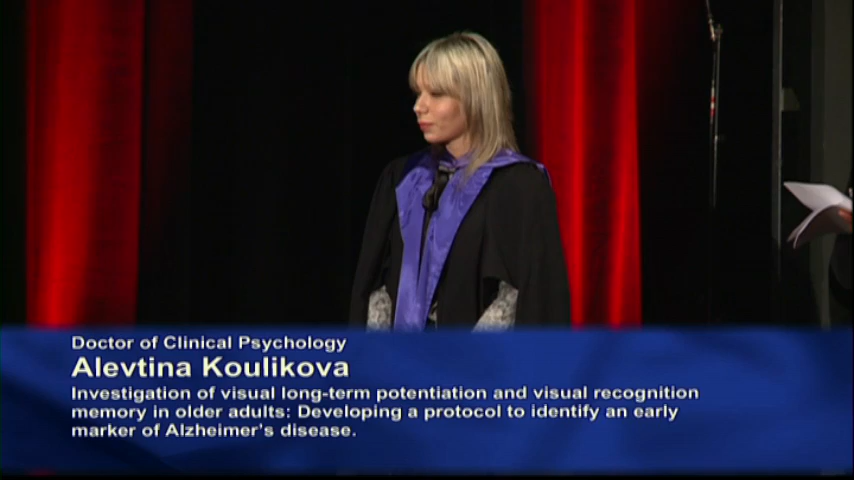 Doctor of Clinical Psychology
Alevtina Koulikova
Investigation of visual long-term potentiation and visual recognition
memory in older adults: Developing a protocol to identify an early
marker of Alzheimer's disease.